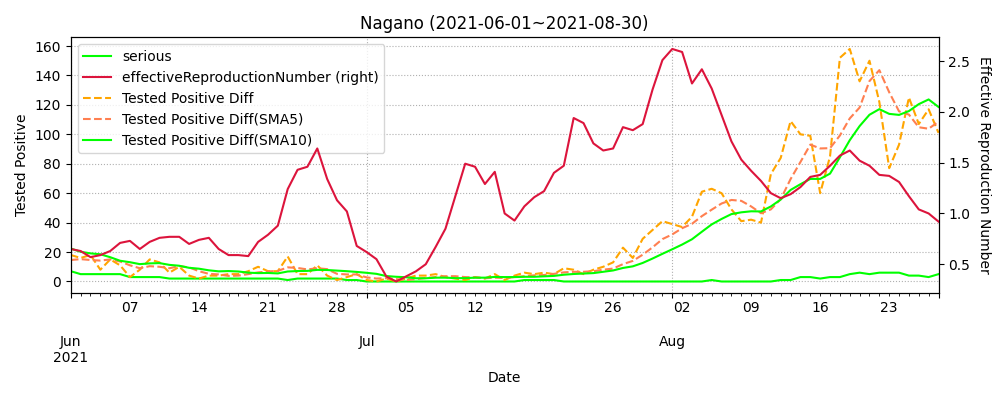 Nagano (2021-06-01~2021-08-30)
serious
effectiveReproductionNumber (right)
Tested Positive Diff
Tested Positive Diff(SMA5)
Tested Positive Diff(SMA10)
Tested Positive
160
140
120
100
80
60
40
20
0
2.5
2.0
1.5
1.0
0.5
Effective Reproduction Number
07 14 21 28 05 12 19 26 02 09 16 23
Jun Jul Aug
2021
Date